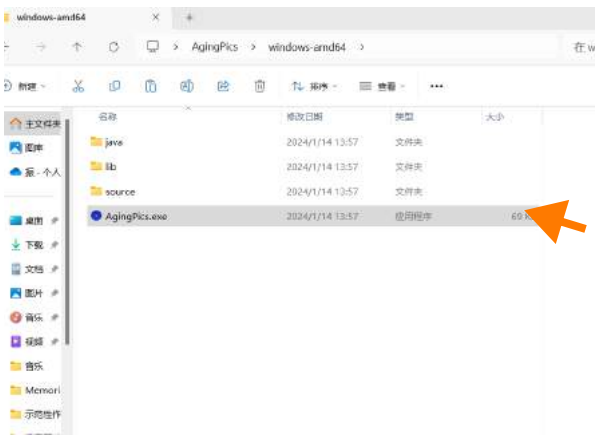 windows-amd64
AgingPics > windows-amd64 >
在 w
新建
排序
查看
名称 修改日期 类型 大小
java 2024/1/14 13:57 文件夹
lib 2024/1/14 13:57 文件夹
source 2024/1/14 13:57 文件夹
AgingPics.exe 2024/1/14 13:57 应用程序 69
主文件夹
图库
个人
桌面
下载
文档
图片
音乐
视频
音乐
Memori
示范性作